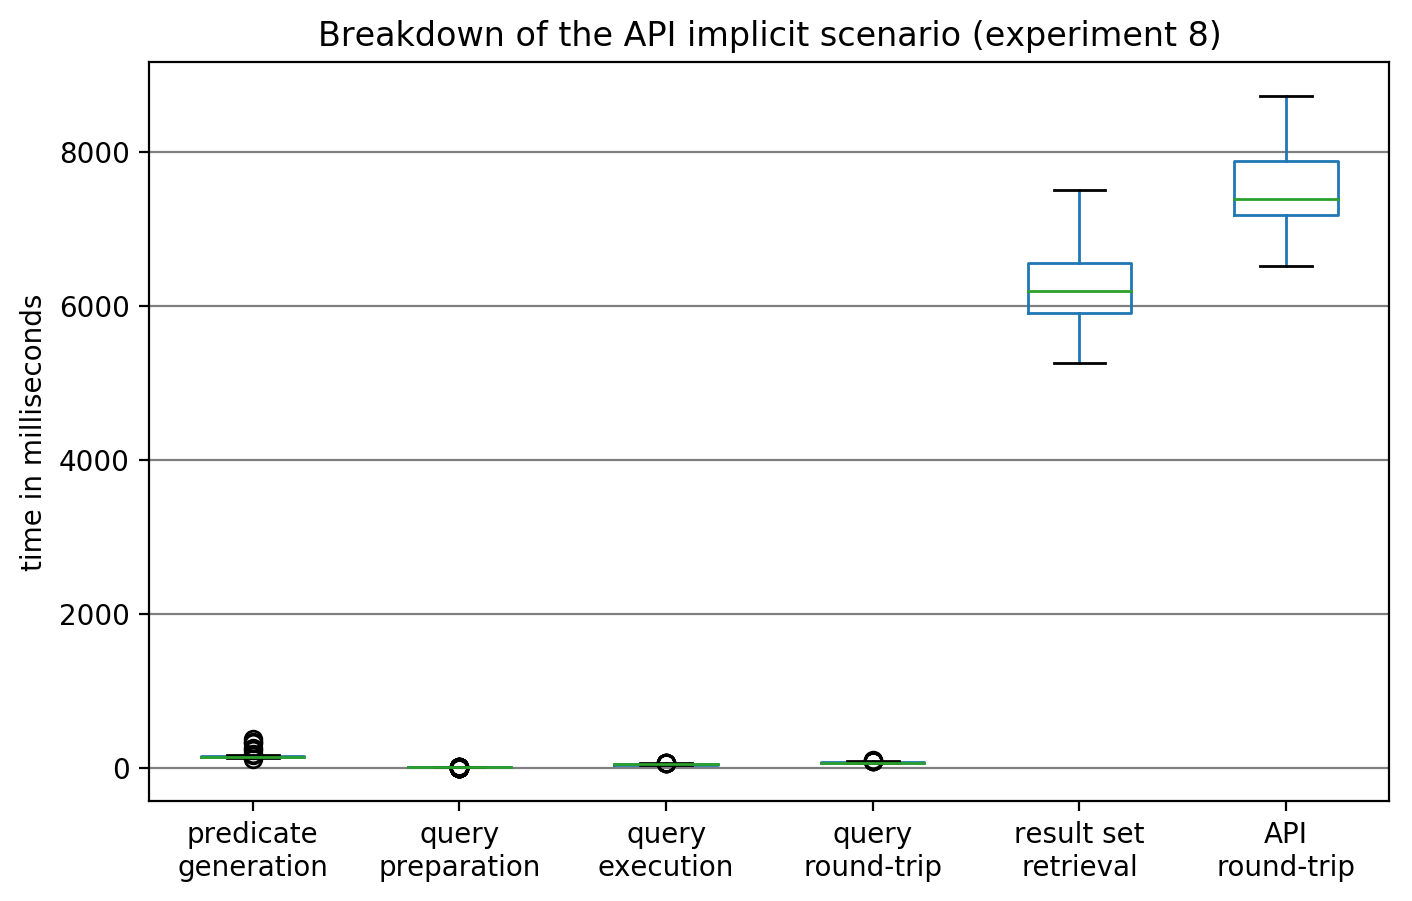 Breakdown of the API implicit scenario (experiment 8)
time in milliseconds
8000
6000
4000
2000
0
predicate
generation
query
preparation
query
execution
query
round-trip
result set
retrieval
API
round-trip